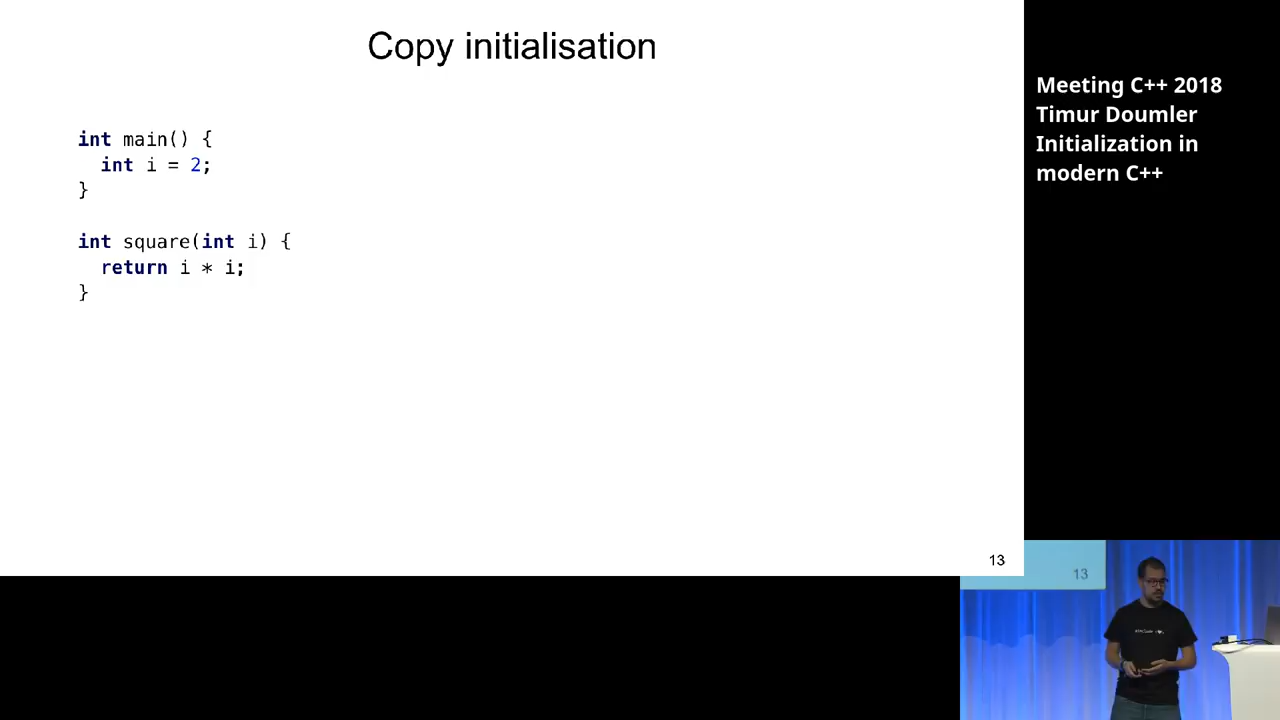 Copy initialisation
int main() {
  int i = 2;
}
int square(int i) {
  return i * i;
}
13
Meeting C++ 2018
Timur Doumler
Initialization in
modern C++
13